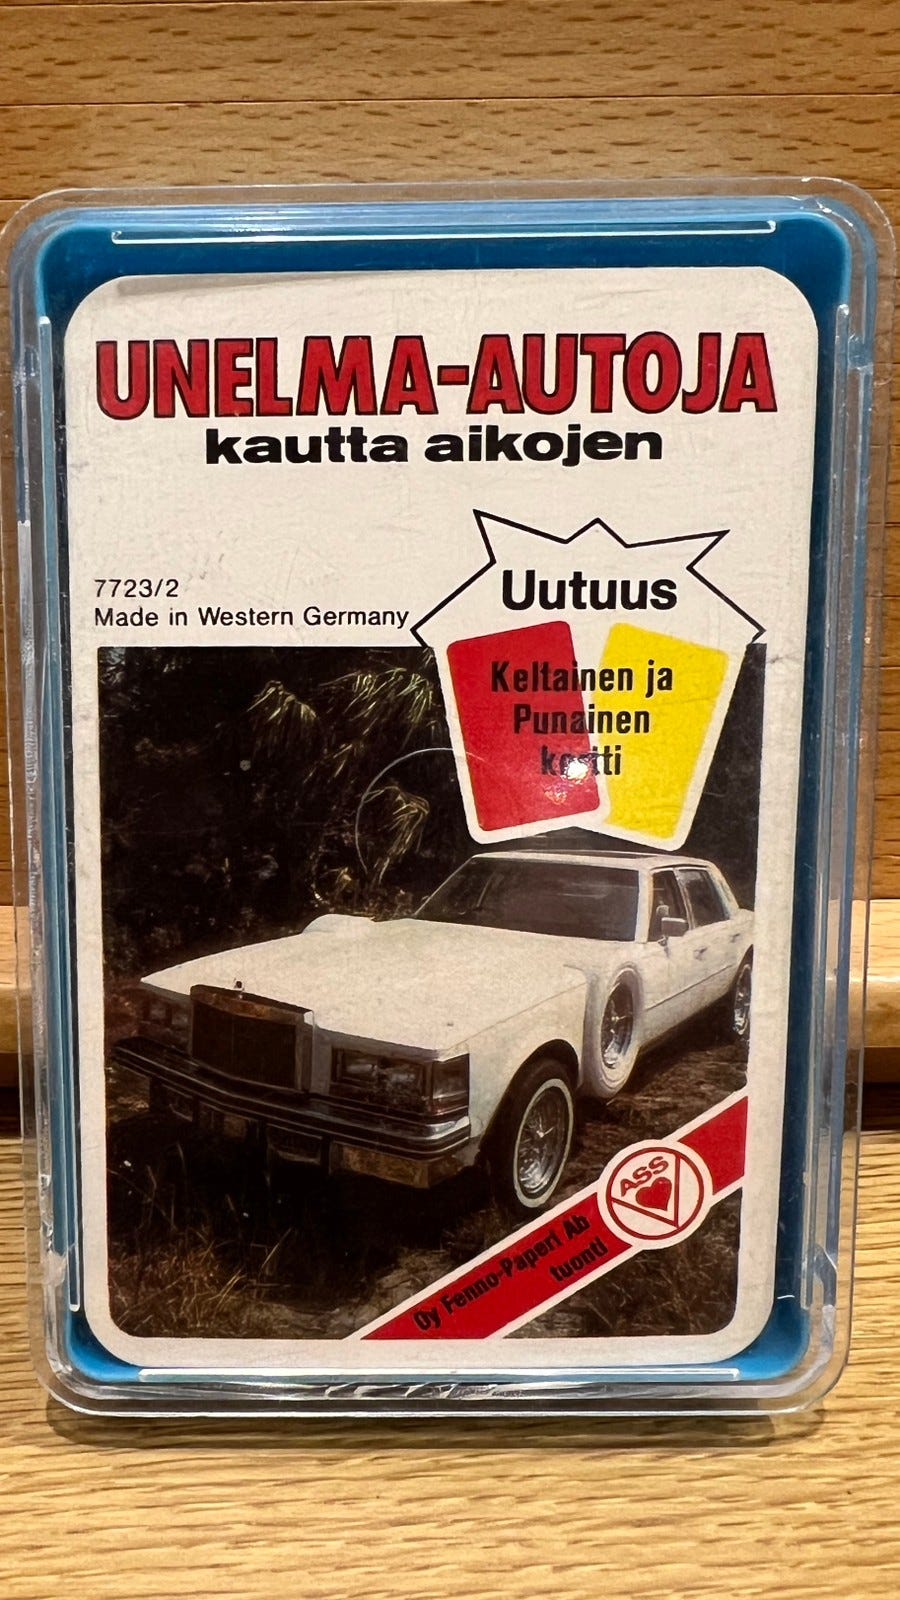 UNELMA-AUTOJA
kautta aikojen
7723/2
Made in Western Germany
Uutuus
Keltainen ja
Punainen
kortti
ASS
Oy Fenno-Paperi Ab
tuonti